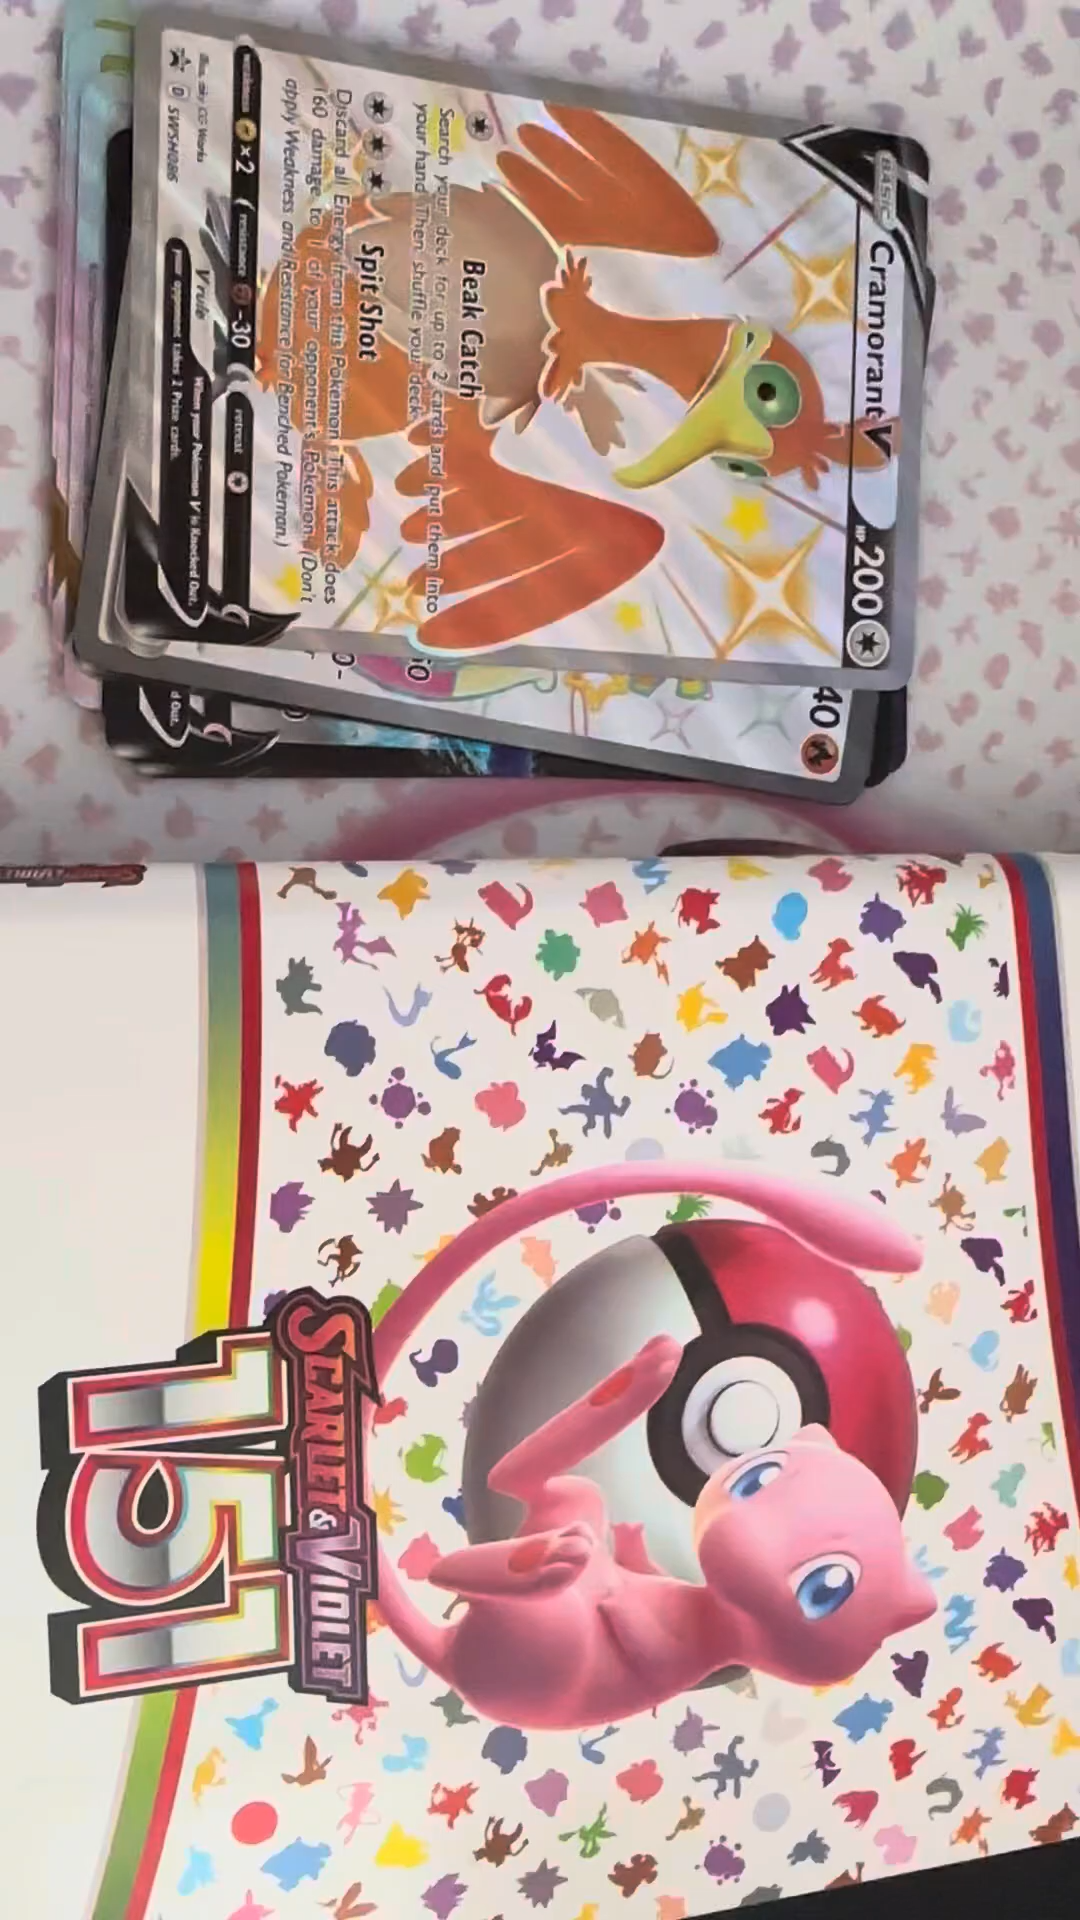 BASIC
Cramorant V
HP 200
Beak Catch
Search your deck for up to 2 cards and put them into
your hand. Then shuffle your deck.
Spit Shot
Discard all Energy from this Pokémon. This attack does
160 damage to 1 of your opponent's Pokémon. (Don't
apply Weakness and Resistance for Benched Pokémon.)
weakness ×2 resistance -30 retreat
V rule When your Pokémon V is Knocked Out,
your opponent takes 2 Prize cards.
D SWSH086
40
0-
d Out.
SCARLET & VIOLET
151